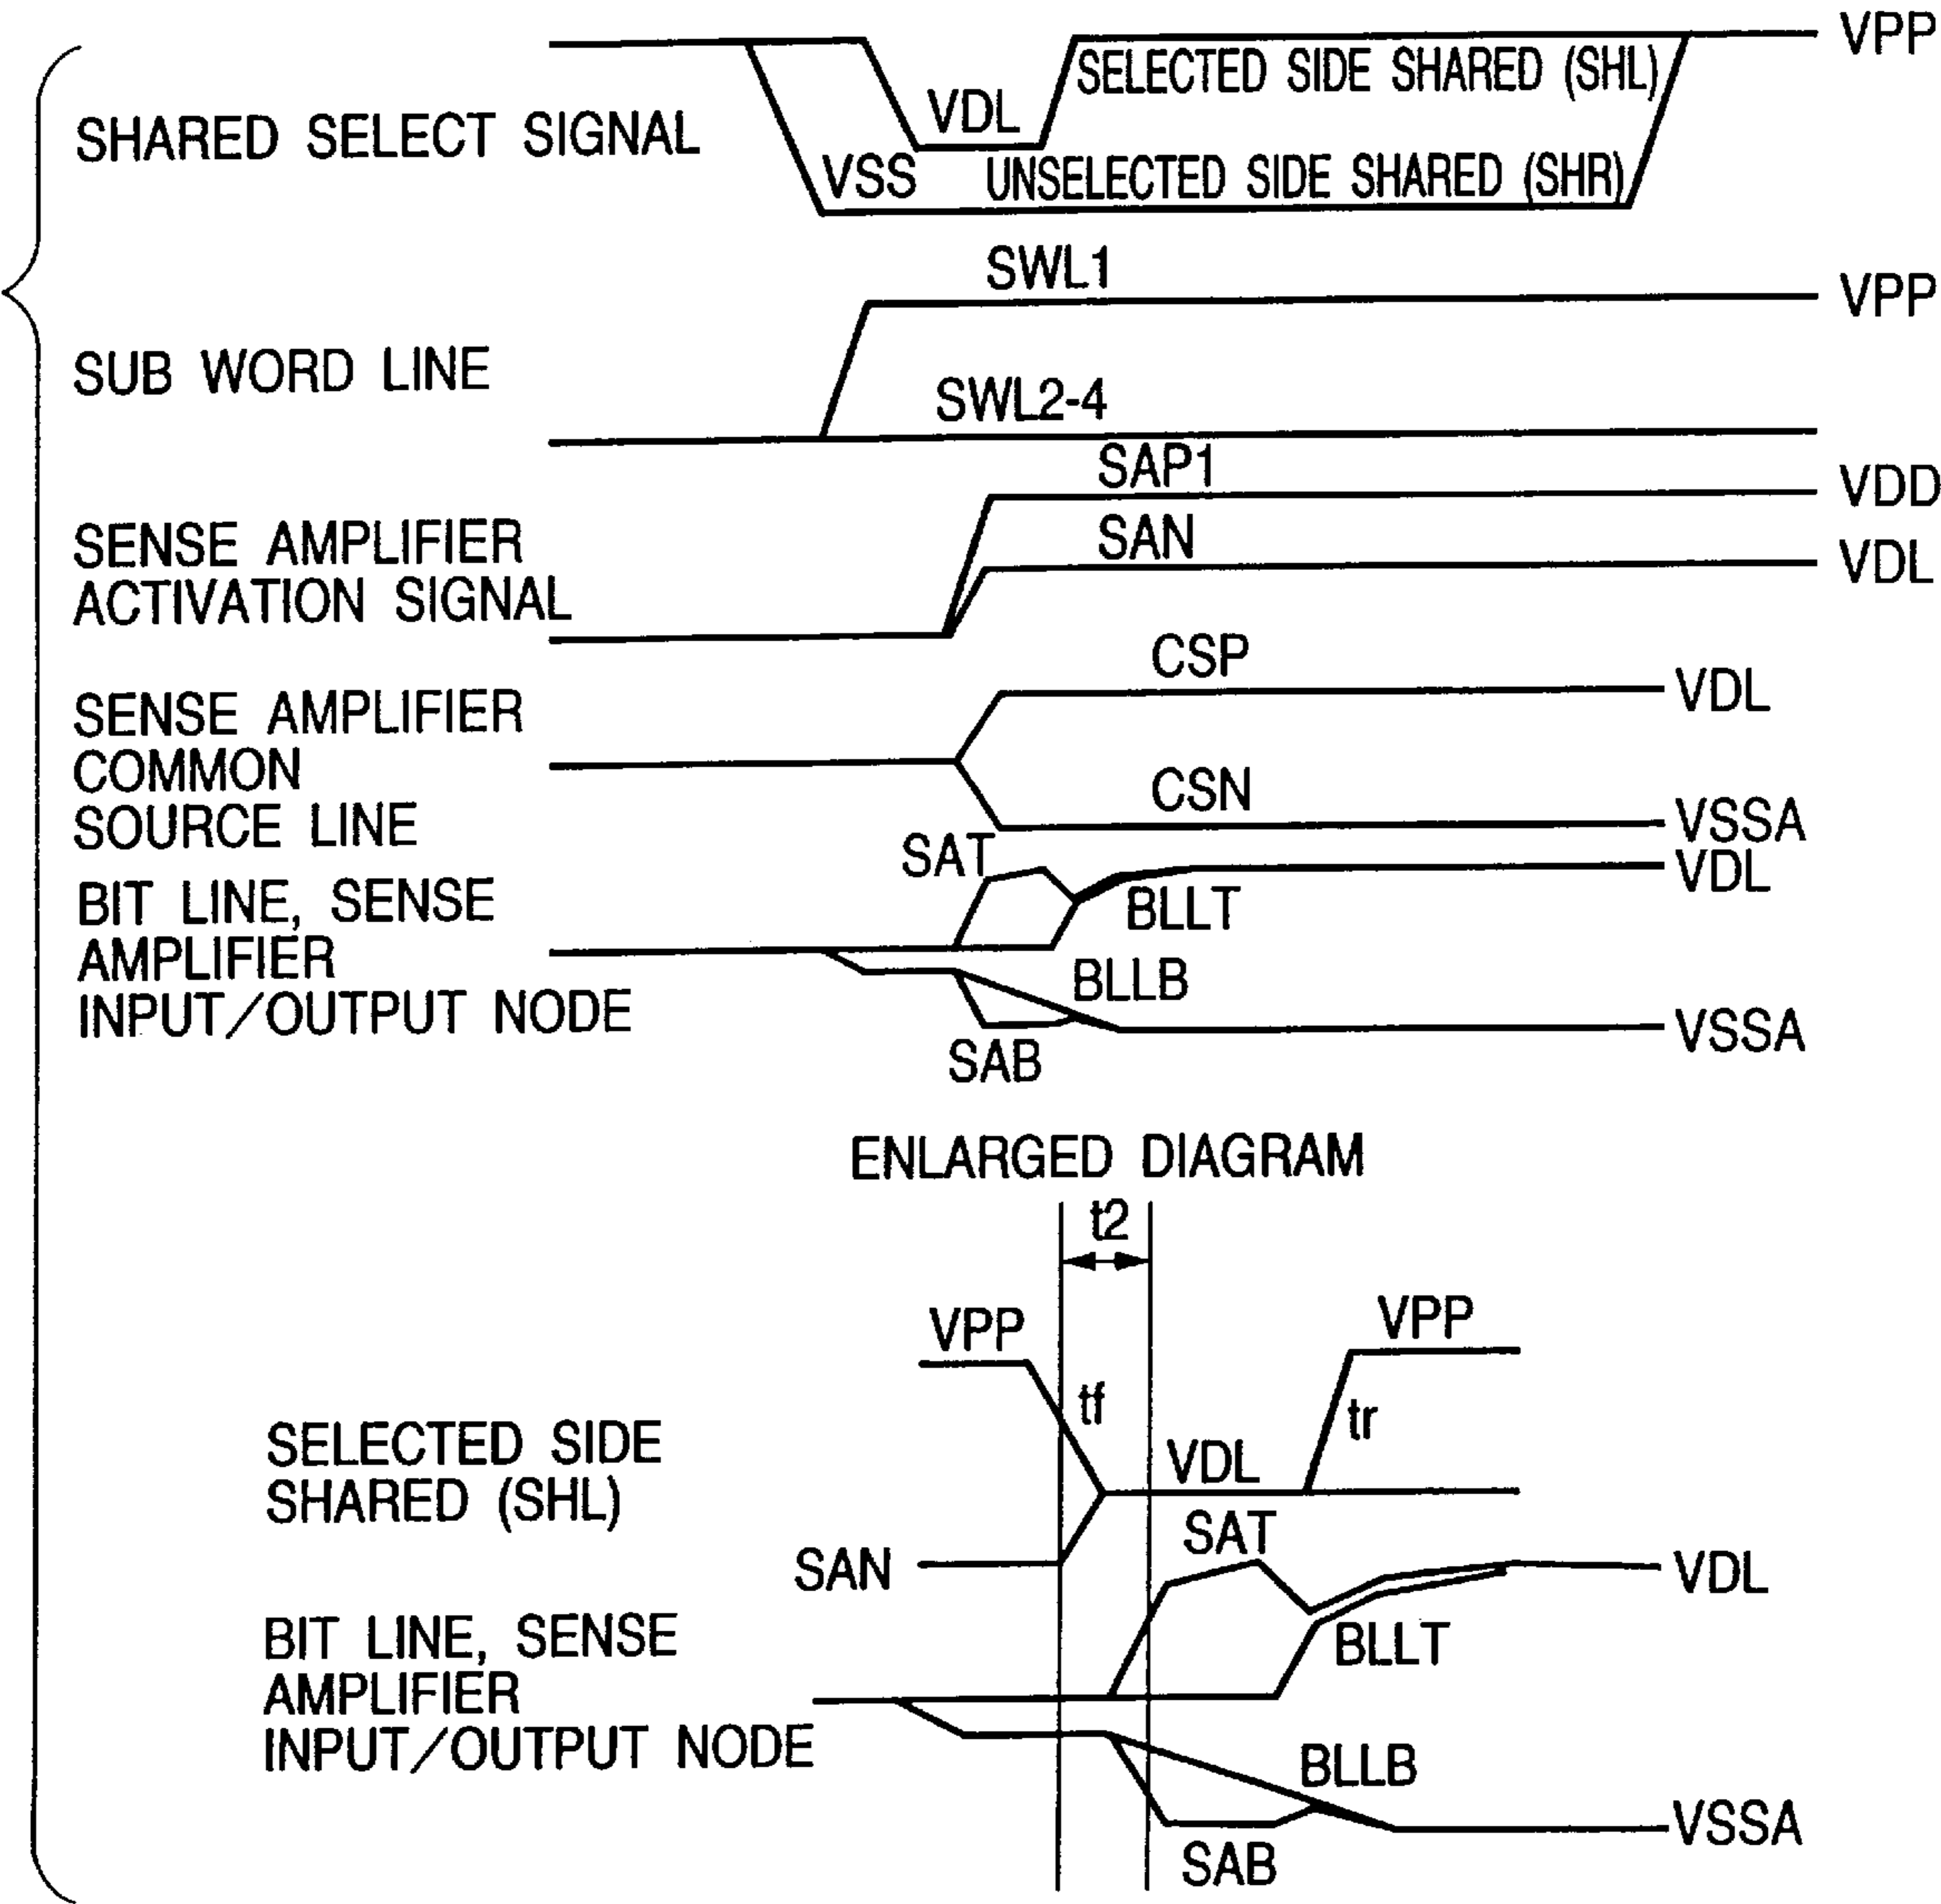 VPP
SELECTED SIDE SHARED (SHL)
VDL
SHARED SELECT SIGNAL
VSS
UNSELECTED SIDE SHARED (SHR)
SWL1
VPP
SUB WORD LINE
SWL2-4
SAP1
VDD
SENSE AMPLIFIER
ACTIVATION SIGNAL
SAN
VDL
CSP
VDL
SENSE AMPLIFIER
COMMON
SOURCE LINE
CSN
VSSA
SAT
VDL
BIT LINE, SENSE
AMPLIFIER
INPUT/OUTPUT NODE
BLLT
BLLB
VSSA
SAB
ENLARGED DIAGRAM
t2
VPP
VPP
tf
tr
SELECTED SIDE
SHARED (SHL)
VDL
SAT
SAN
VDL
BIT LINE, SENSE
AMPLIFIER
INPUT/OUTPUT NODE
BLLT
BLLB
VSSA
SAB